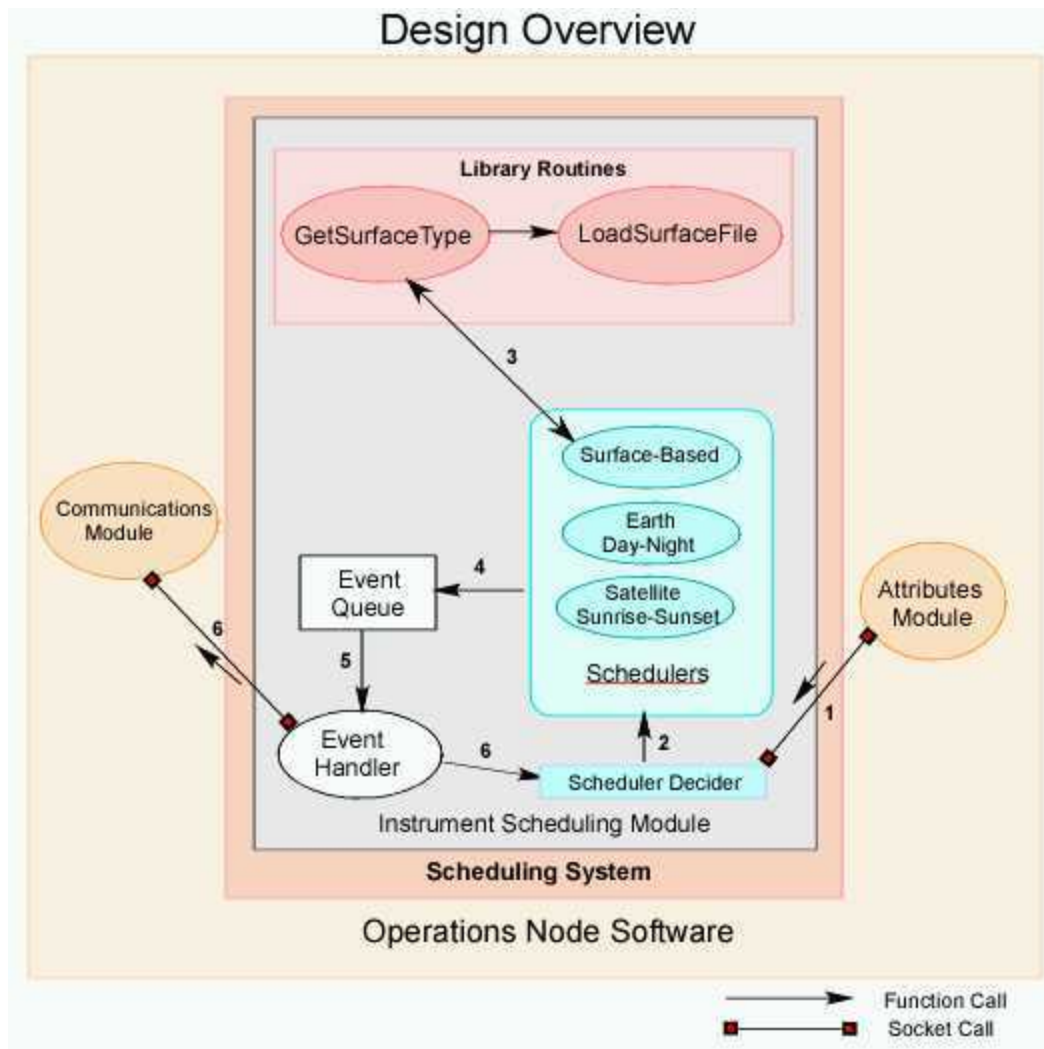 Design Overview
Library Routines
GetSurfaceType
LoadSurfaceFile
3
Surface-Based
Earth
Day-Night
Satellite
Sunrise-Sunset
Schedulers
Communications
Module
Attributes
Module
Event
Queue
4
5
6
1
2
Event
Handler
6
Scheduler Decider
Instrument Scheduling Module
Scheduling System
Operations Node Software
Function Call
Socket Call